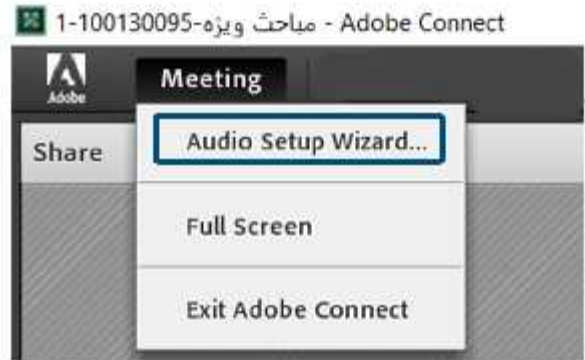 1-100130095-مباحث ویژه - Adobe Connect
Adobe
Meeting
Share
Audio Setup Wizard...
Full Screen
Exit Adobe Connect